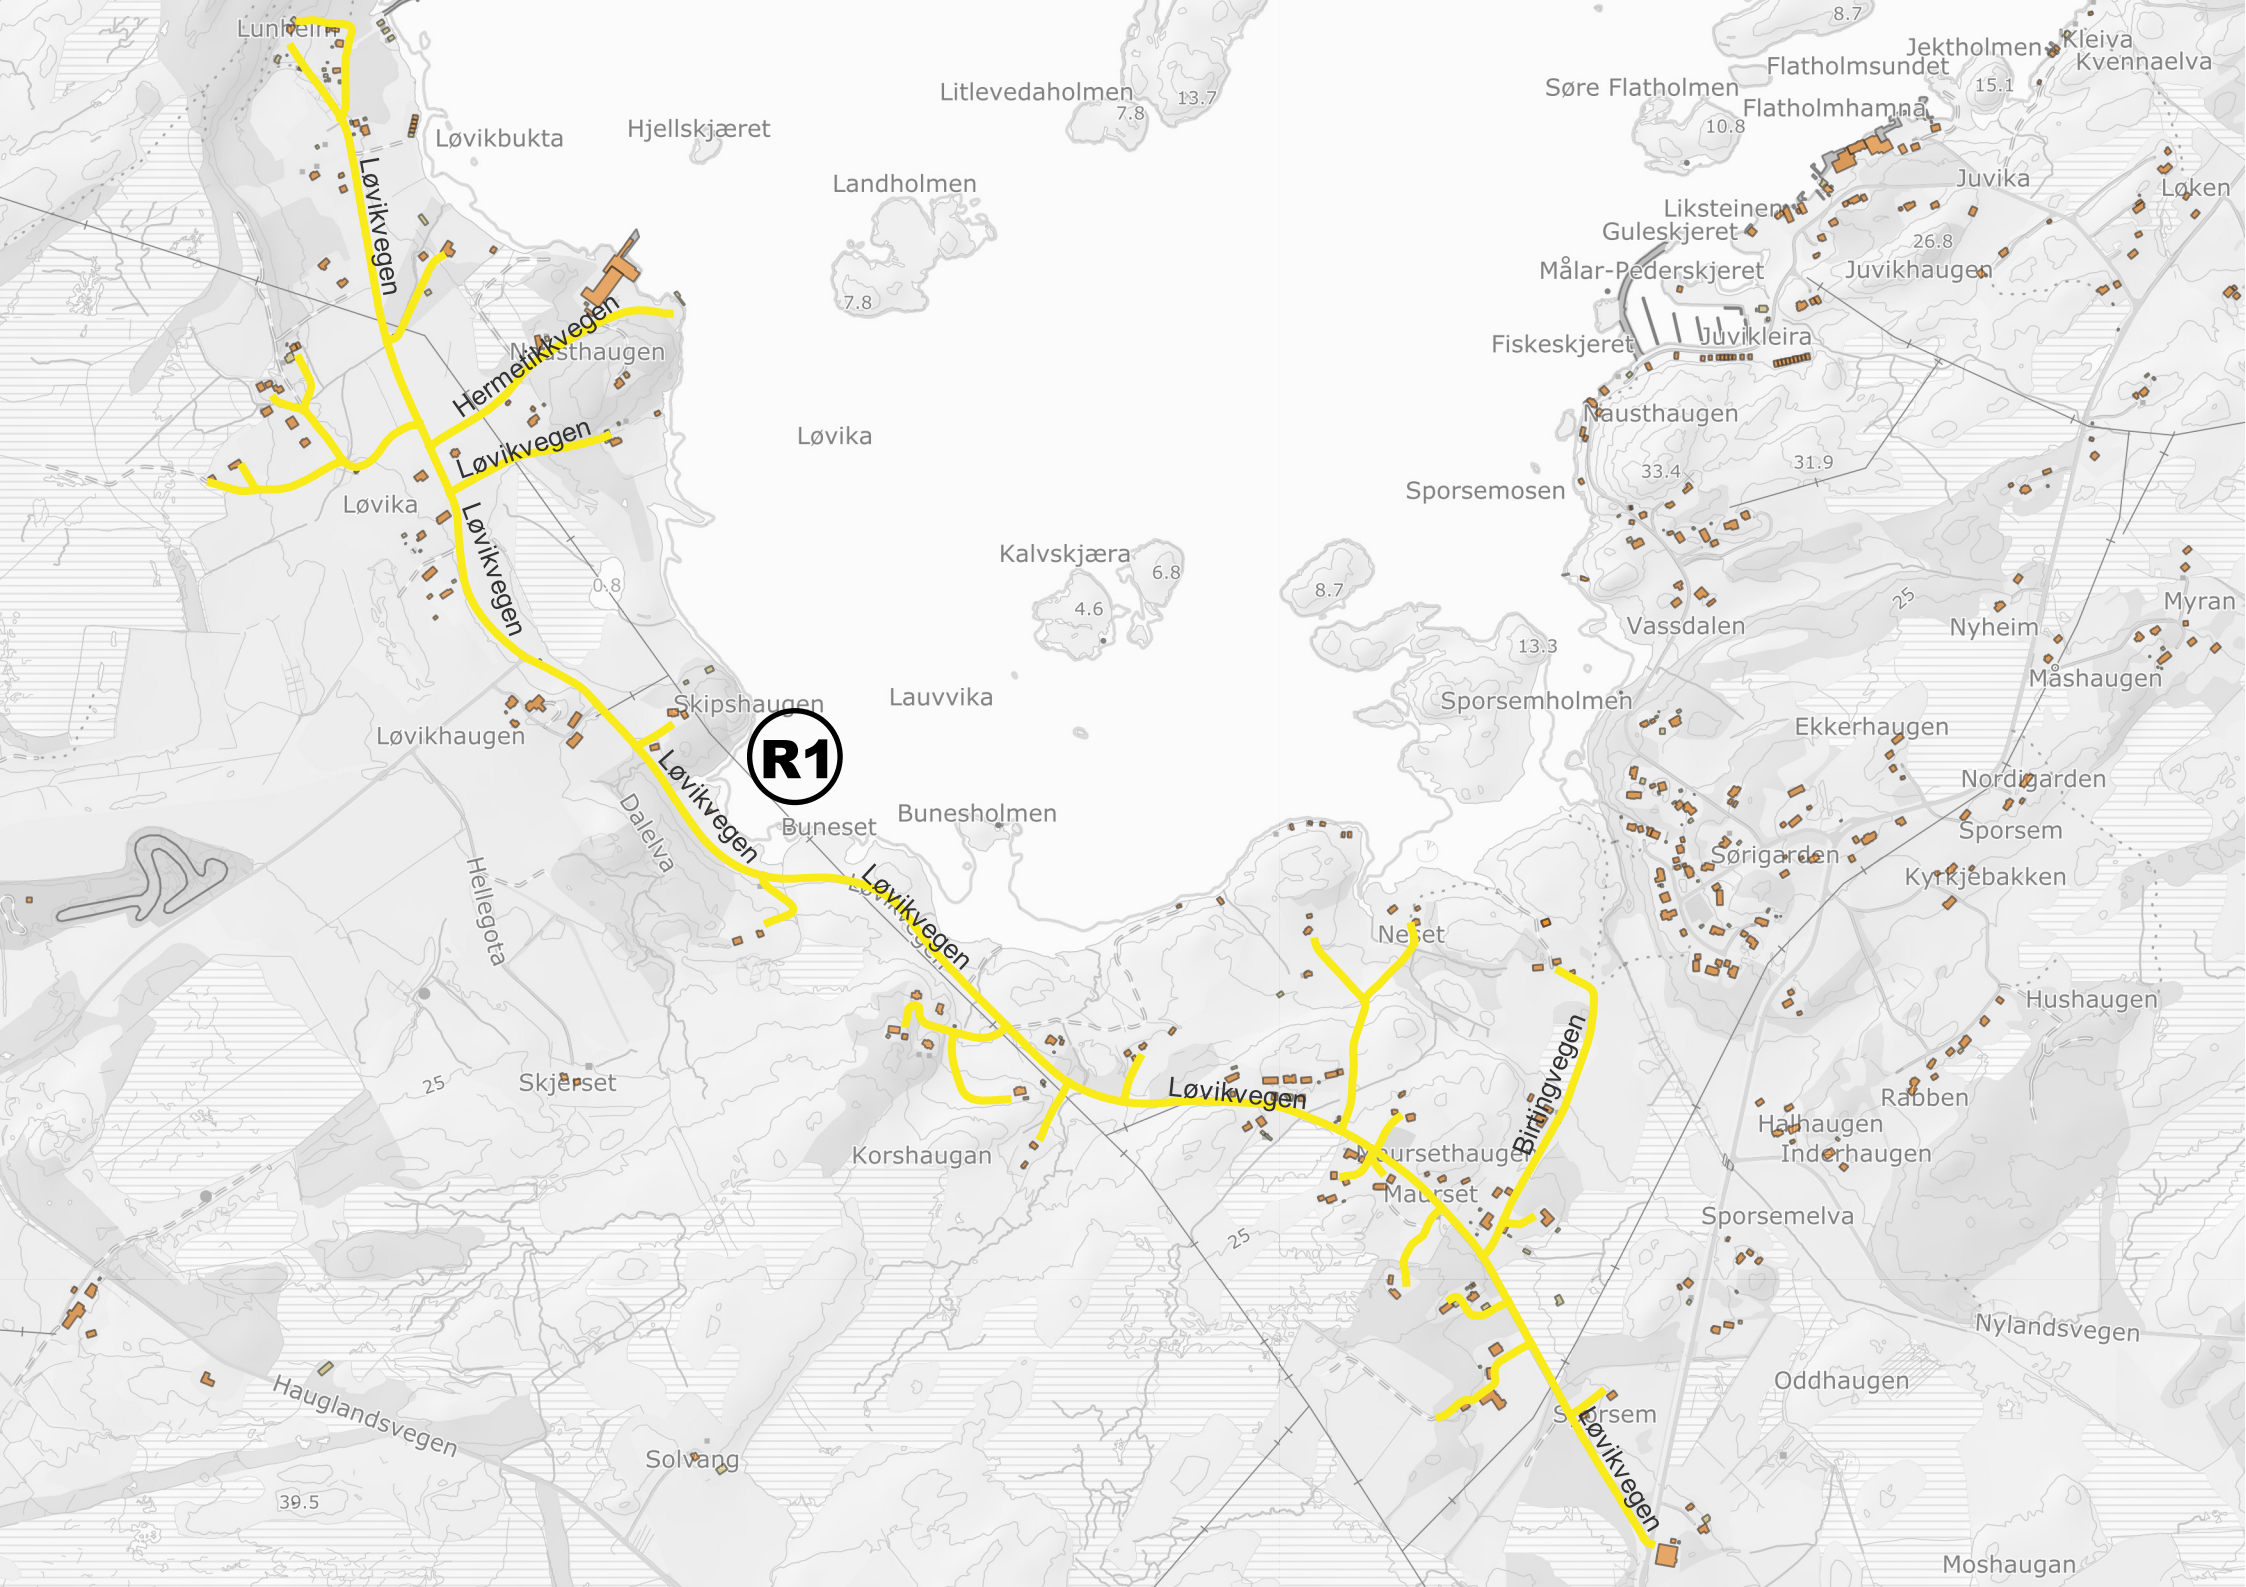 Lunheim
Løvikbukta
Hjellskjæret
Litlevedaholmen
7.8
13.7
8.7
Jektholmen
Kleiva
Kvennaelva
Flatholmsundet
Søre Flatholmen
15.1
Flatholmhamna
10.8
Landholmen
Juvika
Løken
Løvikvegen
Liksteinen
Guleskjeret
26.8
Målar-Pederskjeret
Juvikhaugen
7.8
Hermetikkvegen
Nausthaugen
Fiskeskjeret
Juvikleira
Løvikvegen
Løvika
Nausthaugen
33.4
31.9
Løvika
Sporsemosen
Løvikvegen
Kalvskjæra
6.8
4.6
8.7
0.8
25
Myran
Vassdalen
Nyheim
13.3
Måshaugen
Skipshaugen
Lauvvika
Sporsemholmen
Løvikhaugen
R1
Ekkerhaugen
Løvikvegen
Nordigarden
Dalelva
Buneset
Bunesholmen
Sporsem
Sørigarden
Kyrkjebakken
Hellegota
Løvikvegen
Løvikvegen
Neset
Hushaugen
25
Skjerset
Birtingvegen
Løvikvegen
Rabben
Halhaugen
Inderhaugen
Korshaugan
Maursethaugen
Maurset
Sporsemelva
25
Nylandsvegen
Oddhaugen
Hauglandsvegen
Sporsem
Løvikvegen
Solvang
39.5
Moshaugan